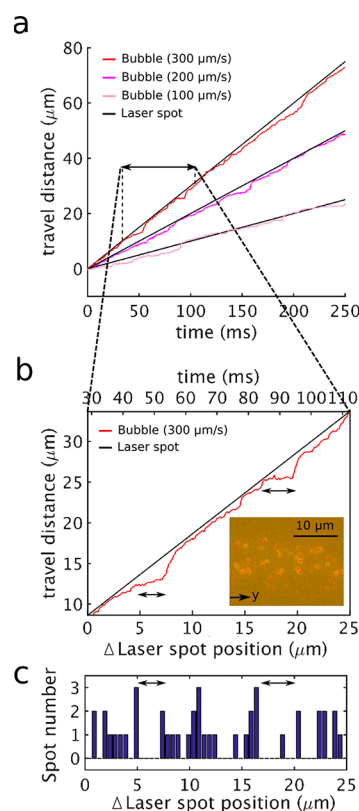 a
80
60
40
20
0
travel distance (μm)
Bubble (300 μm/s)
Bubble (200 μm/s)
Bubble (100 μm/s)
Laser spot
0 50 100 150 200 250
time (ms)
b
time (ms)
30 40 50 60 70 80 90 100 110
30
25
20
15
10
travel distance (μm)
Bubble (300 μm/s)
Laser spot
10 μm
y
0 5 10 15 20 25
Δ Laser spot position (μm)
c
3
2
1
0
Spot number
0 5 10 15 20 25
Δ Laser spot position (μm)